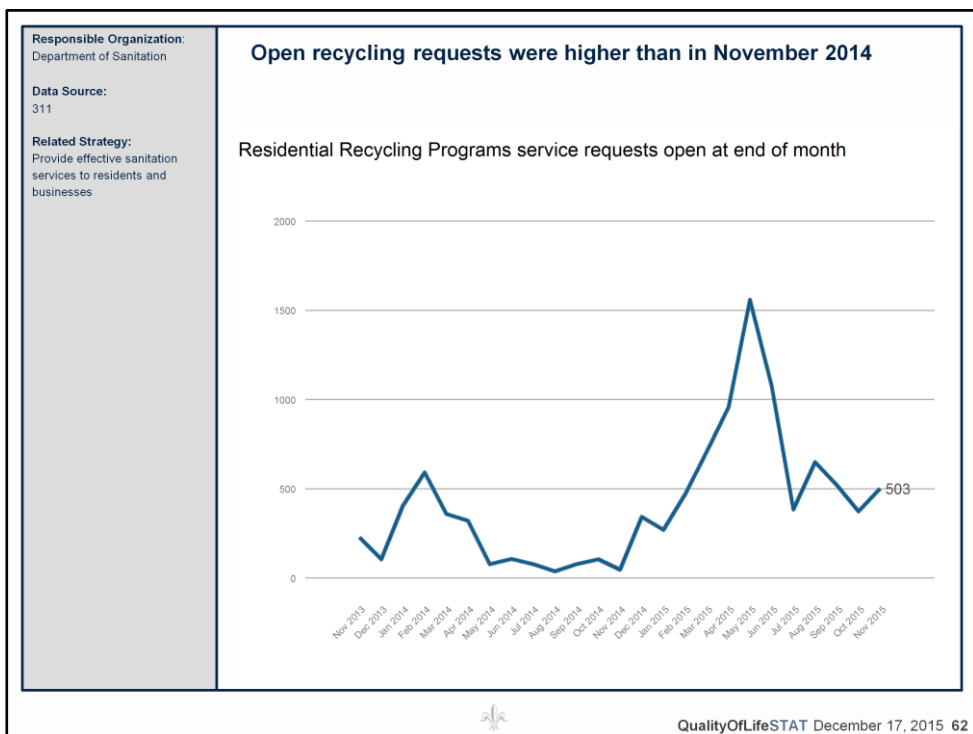 Responsible Organization:
Department of Sanitation
Data Source:
311
Related Strategy:
Provide effective sanitation
services to residents and
businesses
Open recycling requests were higher than in November 2014
Residential Recycling Programs service requests open at end of month
2000
1500
1000
500
0
503
Nov 2013
Dec 2013
Jan 2014
Feb 2014
Mar 2014
Apr 2014
May 2014
Jun 2014
Jul 2014
Aug 2014
Sep 2014
Oct 2014
Nov 2014
Dec 2014
Jan 2015
Feb 2015
Mar 2015
Apr 2015
May 2015
Jun 2015
Jul 2015
Aug 2015
Sep 2015
Oct 2015
Nov 2015
QualityOfLifeSTAT December 17, 2015 62